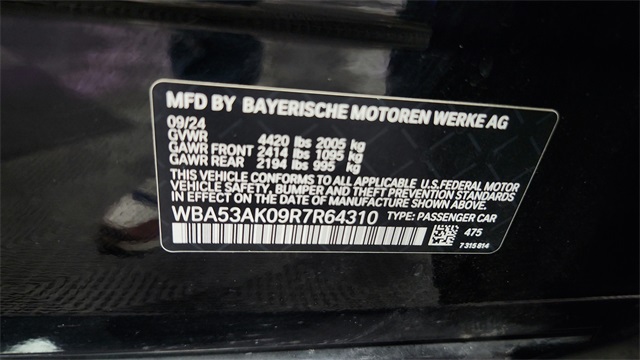 MFD BY BAYERISCHE MOTOREN WERKE AG
09/24
GVWR 4420 lbs 2005 kg
GAWR FRONT 2414 lbs 1095 kg
GAWR REAR 2194 lbs 995 kg
THIS VEHICLE CONFORMS TO ALL APPLICABLE U.S.FEDERAL MOTOR
VEHICLE SAFETY, BUMPER AND THEFT PREVENTION STANDARDS
IN EFFECT ON THE DATE OF MANUFACTURE SHOWN ABOVE.
WBA53AK09R7R64310 TYPE: PASSENGER CAR
475
7 315 814